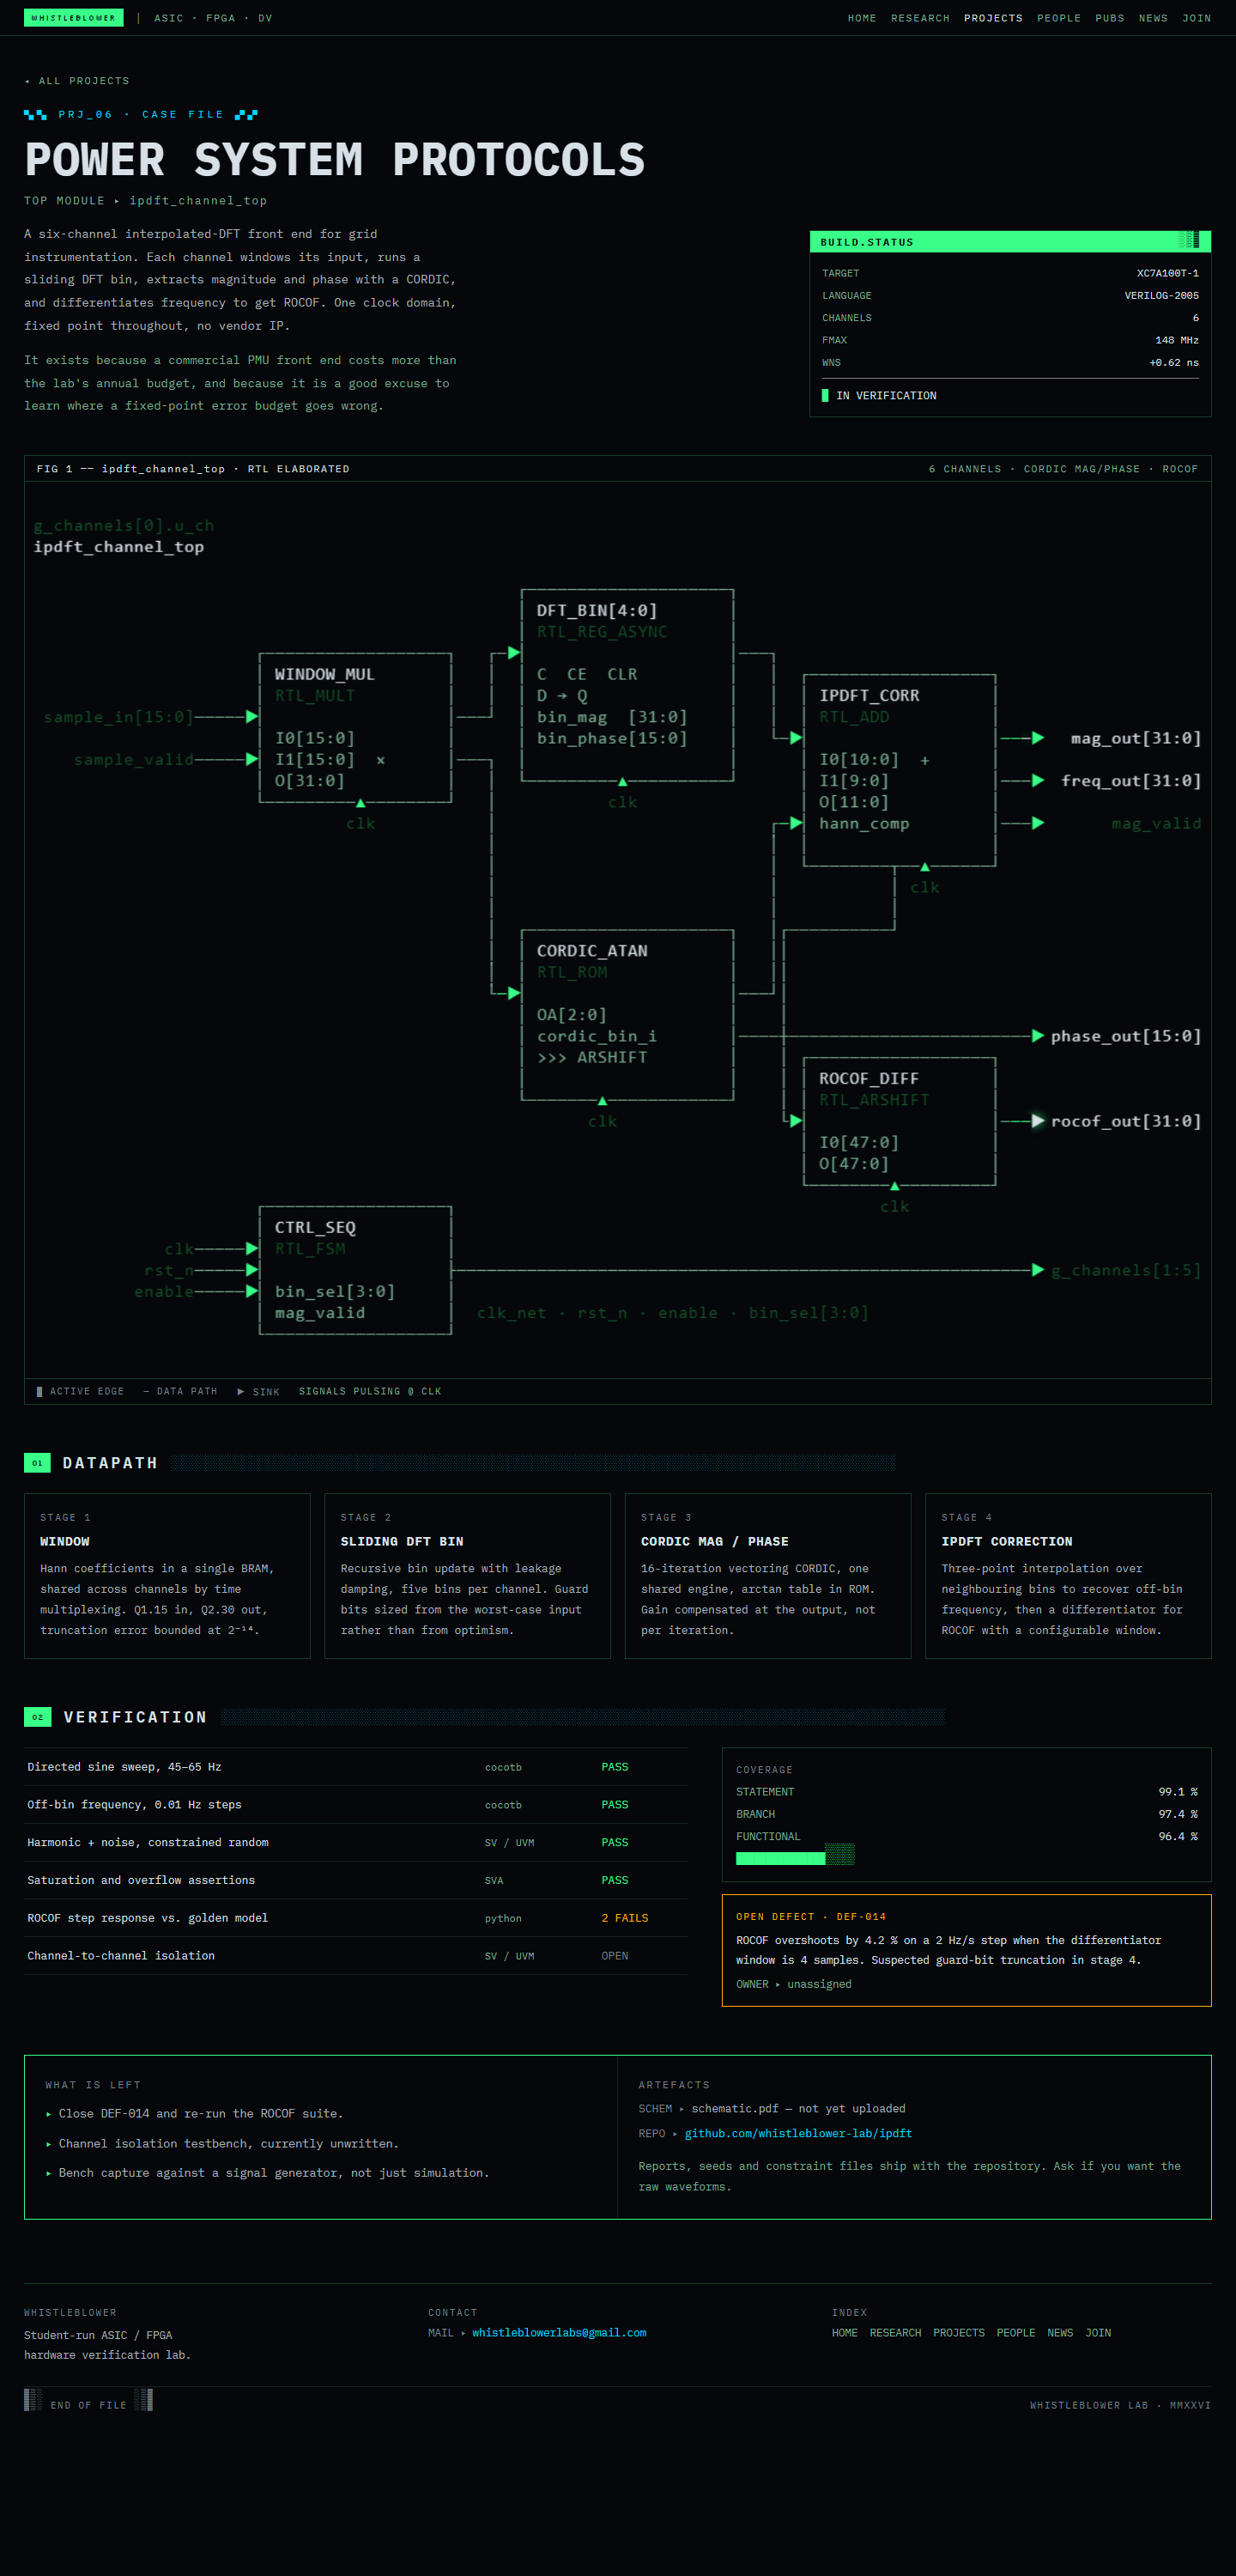 WHISTLEBLOWER | ASIC · FPGA · DV
HOME RESEARCH PROJECTS PEOPLE PUBS NEWS JOIN
◂ ALL PROJECTS
PRJ_06 · CASE FILE
POWER SYSTEM PROTOCOLS
TOP MODULE ▸ ipdft_channel_top
A six-channel interpolated-DFT front end for grid
instrumentation. Each channel windows its input, runs a
sliding DFT bin, extracts magnitude and phase with a CORDIC,
and differentiates frequency to get ROCOF. One clock domain,
fixed point throughout, no vendor IP.
It exists because a commercial PMU front end costs more than
the lab's annual budget, and because it is a good excuse to
learn where a fixed-point error budget goes wrong.
BUILD.STATUS
TARGET XC7A100T-1
LANGUAGE VERILOG-2005
CHANNELS 6
FMAX 148 MHz
WNS +0.62 ns
IN VERIFICATION
FIG 1 —— ipdft_channel_top · RTL ELABORATED
6 CHANNELS · CORDIC MAG/PHASE · ROCOF
g_channels[0].u_ch
ipdft_channel_top
sample_in[15:0]
sample_valid
WINDOW_MUL
RTL_MULT
I0[15:0]
I1[15:0] ×
O[31:0]
clk
DFT_BIN[4:0]
RTL_REG_ASYNC
C CE CLR
D → Q
bin_mag [31:0]
bin_phase[15:0]
clk
IPDFT_CORR
RTL_ADD
I0[10:0] +
I1[9:0]
O[11:0]
hann_comp
clk
mag_out[31:0]
freq_out[31:0]
mag_valid
CORDIC_ATAN
RTL_ROM
OA[2:0]
cordic_bin_i
>>> ARSHIFT
clk
phase_out[15:0]
ROCOF_DIFF
RTL_ARSHIFT
I0[47:0]
O[47:0]
clk
rocof_out[31:0]
clk
rst_n
enable
CTRL_SEQ
RTL_FSM
bin_sel[3:0]
mag_valid
g_channels[1:5]
clk_net · rst_n · enable · bin_sel[3:0]
ACTIVE EDGE — DATA PATH ▶ SINK SIGNALS PULSING @ CLK
01 DATAPATH
STAGE 1
WINDOW
Hann coefficients in a single BRAM,
shared across channels by time
multiplexing. Q1.15 in, Q2.30 out,
truncation error bounded at 2⁻¹⁴.
STAGE 2
SLIDING DFT BIN
Recursive bin update with leakage
damping, five bins per channel. Guard
bits sized from the worst-case input
rather than from optimism.
STAGE 3
CORDIC MAG / PHASE
16-iteration vectoring CORDIC, one
shared engine, arctan table in ROM.
Gain compensated at the output, not
per iteration.
STAGE 4
IPDFT CORRECTION
Three-point interpolation over
neighbouring bins to recover off-bin
frequency, then a differentiator for
ROCOF with a configurable window.
02 VERIFICATION
Directed sine sweep, 45–65 Hz cocotb PASS
Off-bin frequency, 0.01 Hz steps cocotb PASS
Harmonic + noise, constrained random SV / UVM PASS
Saturation and overflow assertions SVA PASS
ROCOF step response vs. golden model python 2 FAILS
Channel-to-channel isolation SV / UVM OPEN
COVERAGE
STATEMENT 99.1 %
BRANCH 97.4 %
FUNCTIONAL 96.4 %
OPEN DEFECT · DEF-014
ROCOF overshoots by 4.2 % on a 2 Hz/s step when the differentiator
window is 4 samples. Suspected guard-bit truncation in stage 4.
OWNER ▸ unassigned
WHAT IS LEFT
▸ Close DEF-014 and re-run the ROCOF suite.
▸ Channel isolation testbench, currently unwritten.
▸ Bench capture against a signal generator, not just simulation.
ARTEFACTS
SCHEM ▸ schematic.pdf — not yet uploaded
REPO ▸ github.com/whistleblower-lab/ipdft
Reports, seeds and constraint files ship with the repository. Ask if you want the
raw waveforms.
WHISTLEBLOWER
Student-run ASIC / FPGA
hardware verification lab.
CONTACT
MAIL ▸ whistleblowerlabs@gmail.com
INDEX
HOME RESEARCH PROJECTS PEOPLE NEWS JOIN
END OF FILE
WHISTLEBLOWER LAB · MMXXVI